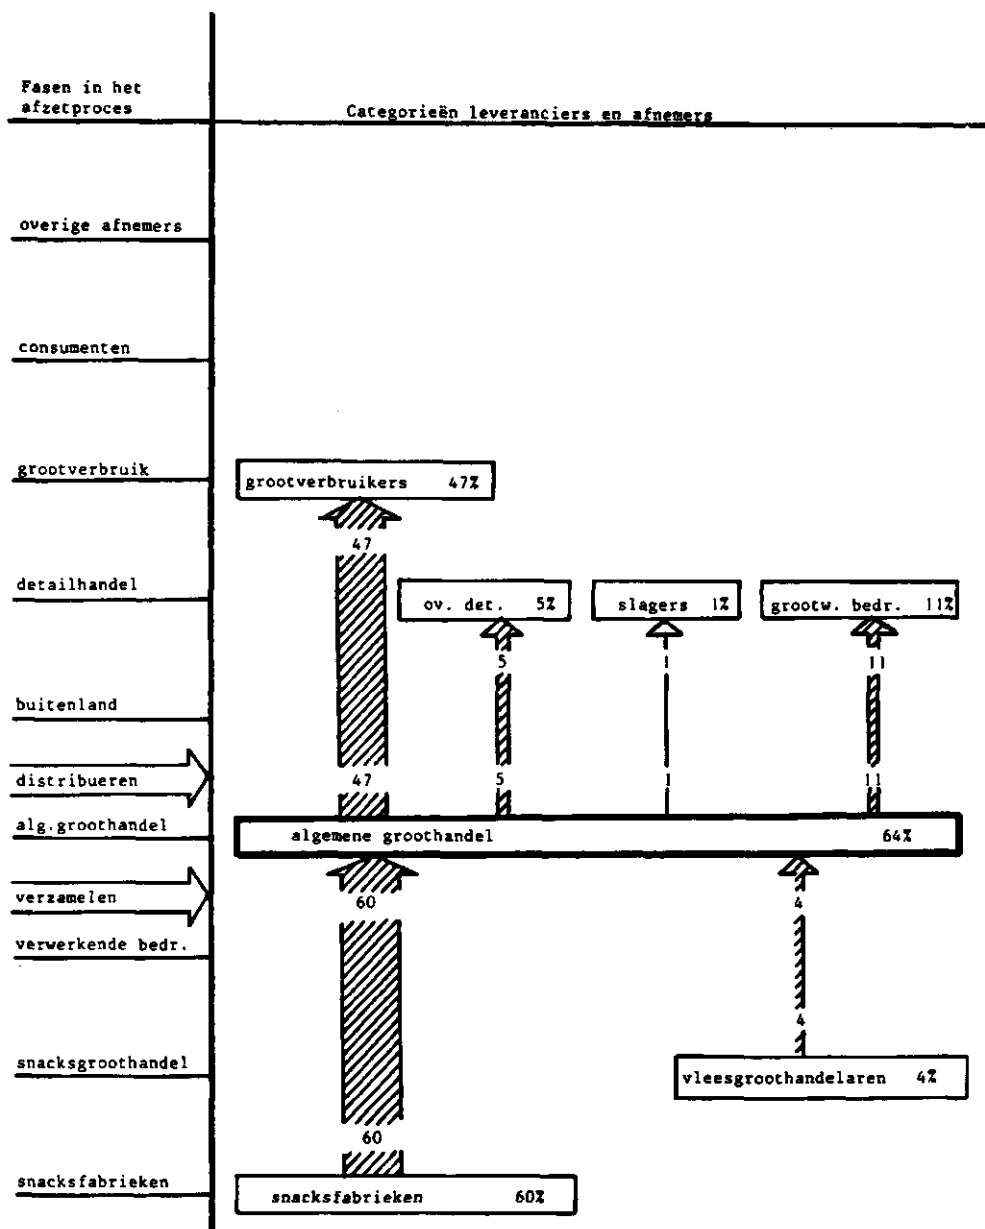 Fasen in het
afzetproces
Categorieën leveranciers en afnemers
overige afnemers
consumenten
grootverbruik
grootverbruikers 47%
47
detailhandel
ov. det. 5%
slagers 1%
grootw. bedr. 11%
5
1
11
buitenland
distribueren
47
5
1
11
alg.groothandel
algemene groothandel 64%
verzamelen
60
4
verwerkende bedr.
4
snacksgroothandel
vleesgroothandelaren 4%
60
snacksfabrieken
snacksfabrieken 60%